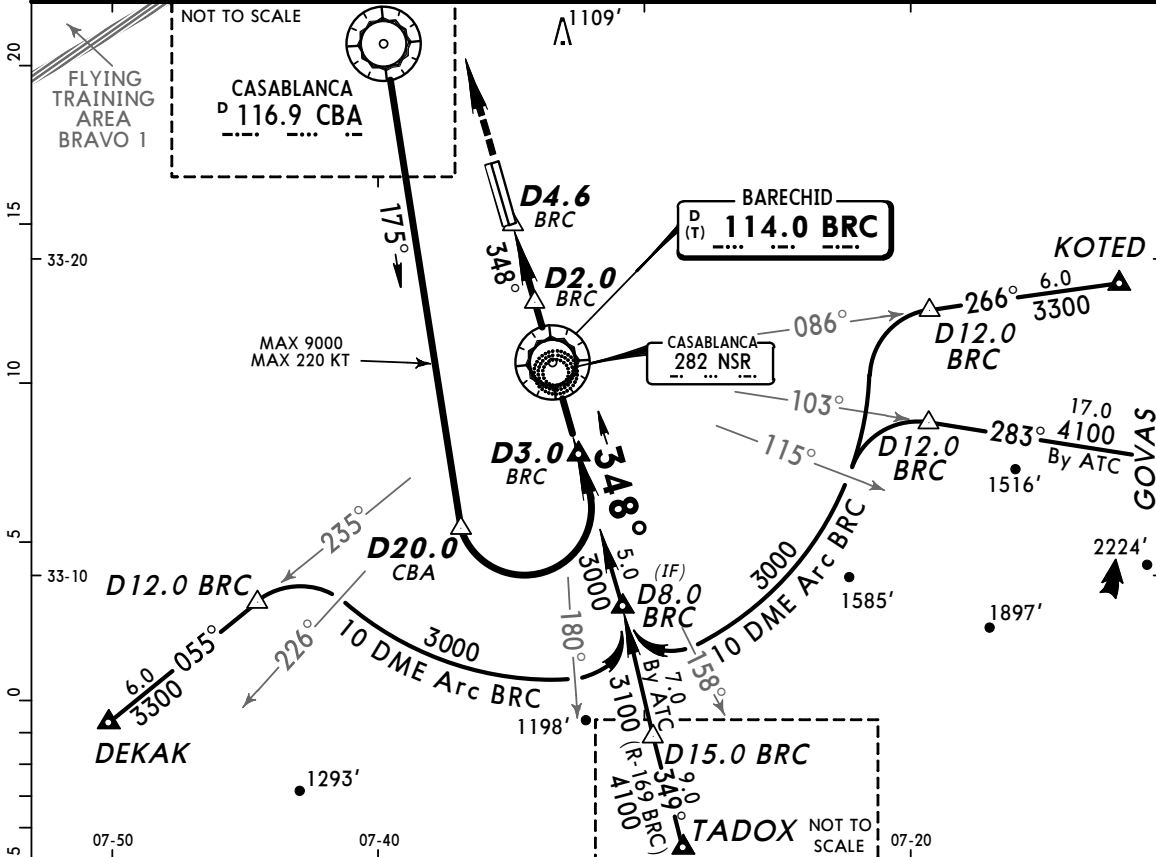 NOT TO SCALE
1109'
20
FLYING
TRAINING
AREA
BRAVO 1
CASABLANCA
D 116.9 CBA
D4.6
BRC
BARECHID
D
(T) 114.0 BRC
15
175°
348°
33-20
KOTED
D2.0
BRC
266°
6.0
3300
086°
D12.0
BRC
MAX 9000
MAX 220 KT
CASABLANCA
282 NSR
10
103°
17.0
283° 4100
By ATC
D12.0
BRC
GOVAS
115°
D3.0
BRC
348°
1516'
235°
D20.0
CBA
5
33-10
5.0
3000
(IF)
D8.0
BRC
3000
10 DME Arc BRC
2224'
1585'
1897'
D12.0 BRC
055°
226°
3000
10 DME Arc BRC
180°
158°
6.0
3300
0
7.0
By ATC
3100
1198'
DEKAK
D15.0 BRC
1293'
9.0
349°
(R-169 BRC)
4100
TADOX
NOT TO
SCALE
5
07-50
07-40
07-20